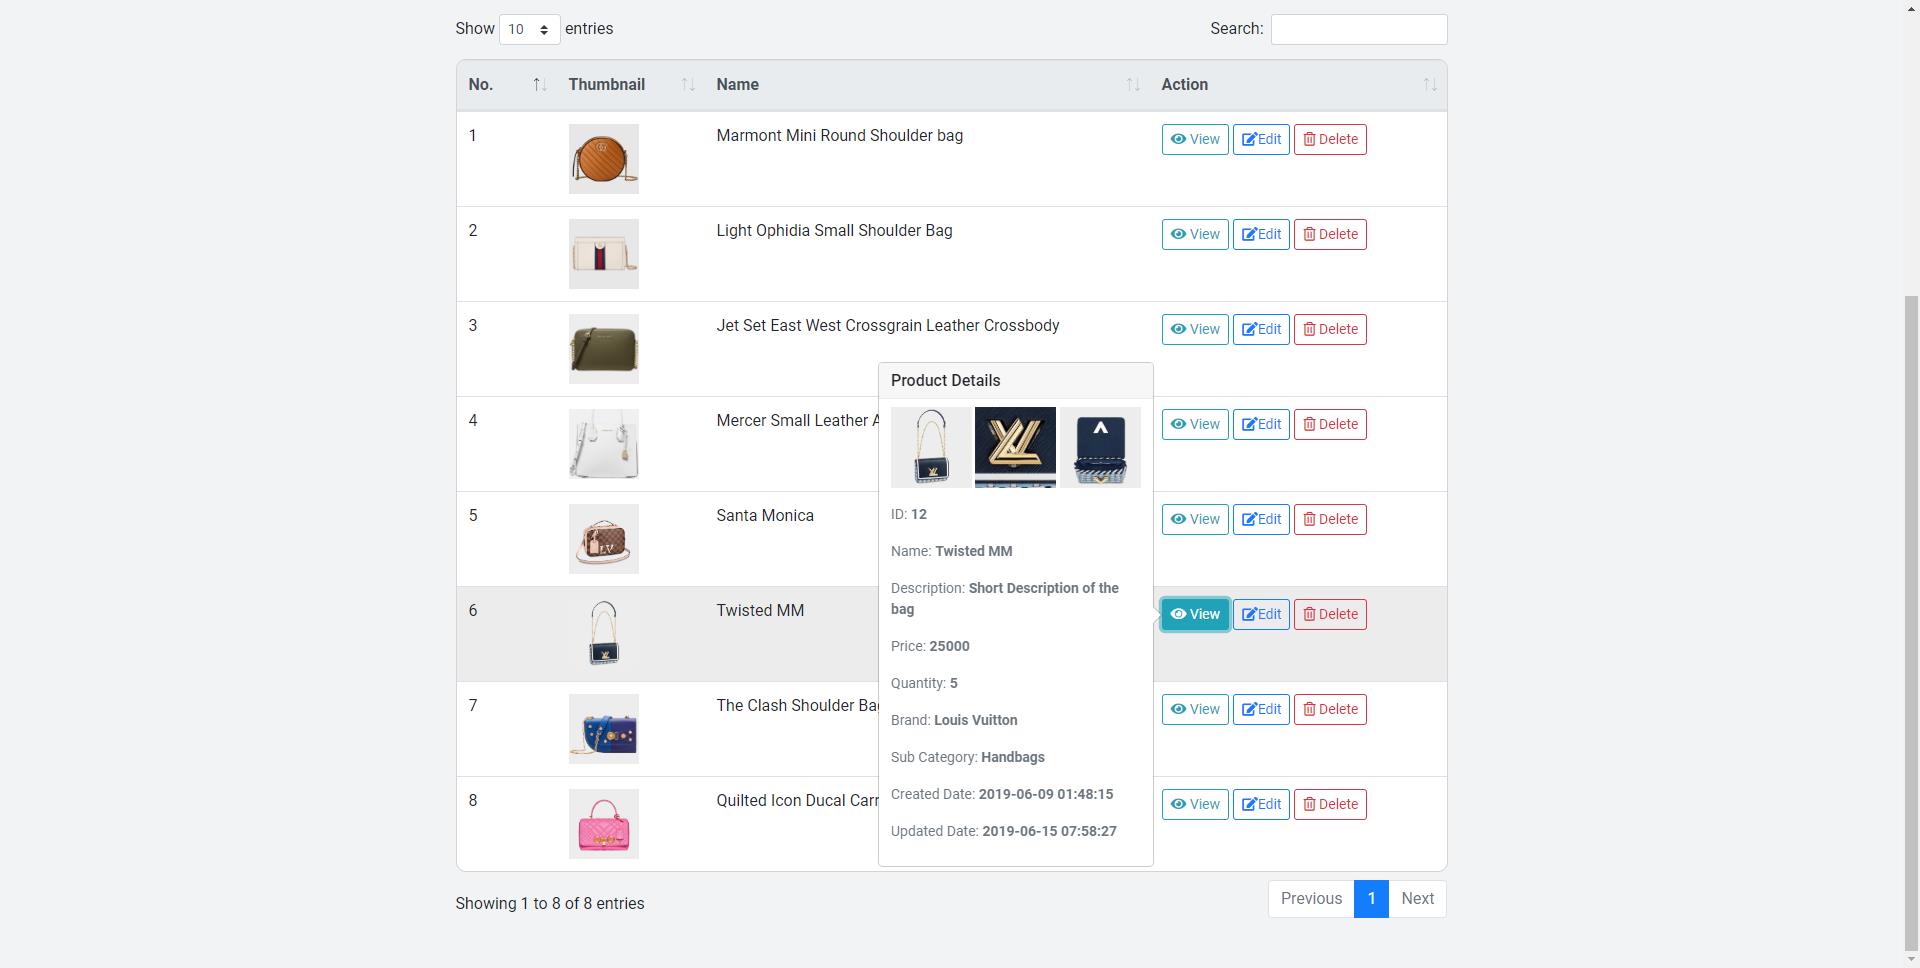 Show 10 entries
Search:
No. Thumbnail Name Action
1 Marmont Mini Round Shoulder bag View Edit Delete
2 Light Ophidia Small Shoulder Bag View Edit Delete
3 Jet Set East West Crossgrain Leather Crossbody View Edit Delete
4 Mercer Small Leather A View Edit Delete
5 Santa Monica View Edit Delete
6 Twisted MM View Edit Delete
7 The Clash Shoulder Ba View Edit Delete
8 Quilted Icon Ducal Carr View Edit Delete
Product Details
ID: 12
Name: Twisted MM
Description: Short Description of the
bag
Price: 25000
Quantity: 5
Brand: Louis Vuitton
Sub Category: Handbags
Created Date: 2019-06-09 01:48:15
Updated Date: 2019-06-15 07:58:27
Showing 1 to 8 of 8 entries
Previous 1 Next